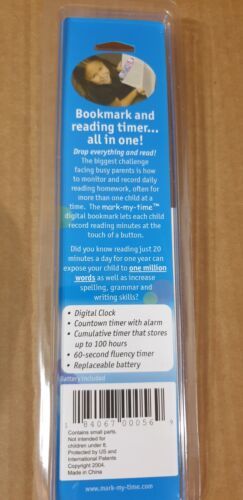 Bookmark and
reading timer...
all in one!
Drop everything and read!
The biggest challenge
facing busy parents is
how to monitor and record daily
reading homework, often for
more than one child at a
time. The mark-my-time™
digital bookmark lets each child
record reading minutes at the
touch of a button.
Did you know reading just 20
minutes a day for one year can
expose your child to one million
words as well as increase
spelling, grammar and
writing skills?
• Digital Clock
• Countown timer with alarm
• Cumulative timer that stores
up to 100 hours
• 60-second fluency timer
• Replaceable battery
Battery included
1 84067 00056 9
Contains small parts.
Not intended for
children under 6.
Protected by US and
International Patents
Copyright 2004.
Made in China
www.mark-my-time.com